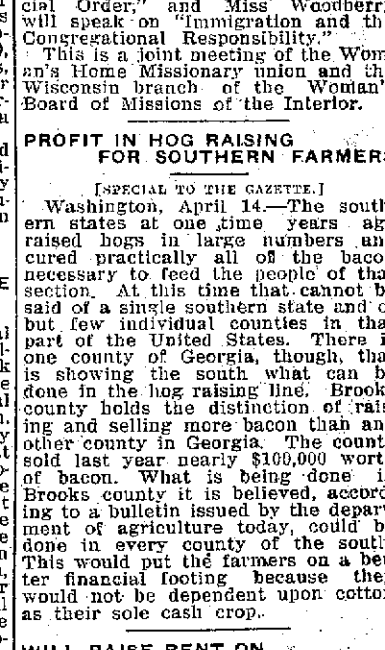 cial Order," and Miss Woodberr
will speak on "Immigration and th
Congregational Responsibility."
This is a joint meeting of the Wom
an's Home Missionary union and th
Wisconsin branch of the Woman'
Board of Missions of the Interior.
PROFIT IN HOG RAISING
FOR SOUTHERN FARMER
[SPECIAL TO THE GAZETTE.]
Washington, April 14.—The south
ern states at one time years ag
raised hogs in large numbers an
cured practically all of the baco
necessary to feed the people of tha
section. At this time that cannot b
said of a single southern state and o
but few individual counties in tha
part of the United States. There i
one county of Georgia, though, tha
is showing the south what can b
done in the hog raising line. Brook
county holds the distinction of rais
ing and selling more bacon than an
other county in Georgia. The count
sold last year nearly $100,000 wort
of bacon. What is being done i
Brooks county it is believed, accord
ing to a bulletin issued by the depart
ment of agriculture today, could b
done in every county of the south
This would put the farmers on a bet
ter financial footing because the
would not be dependent upon cotto
as their sole cash crop.
WILL RAISE RENT ON